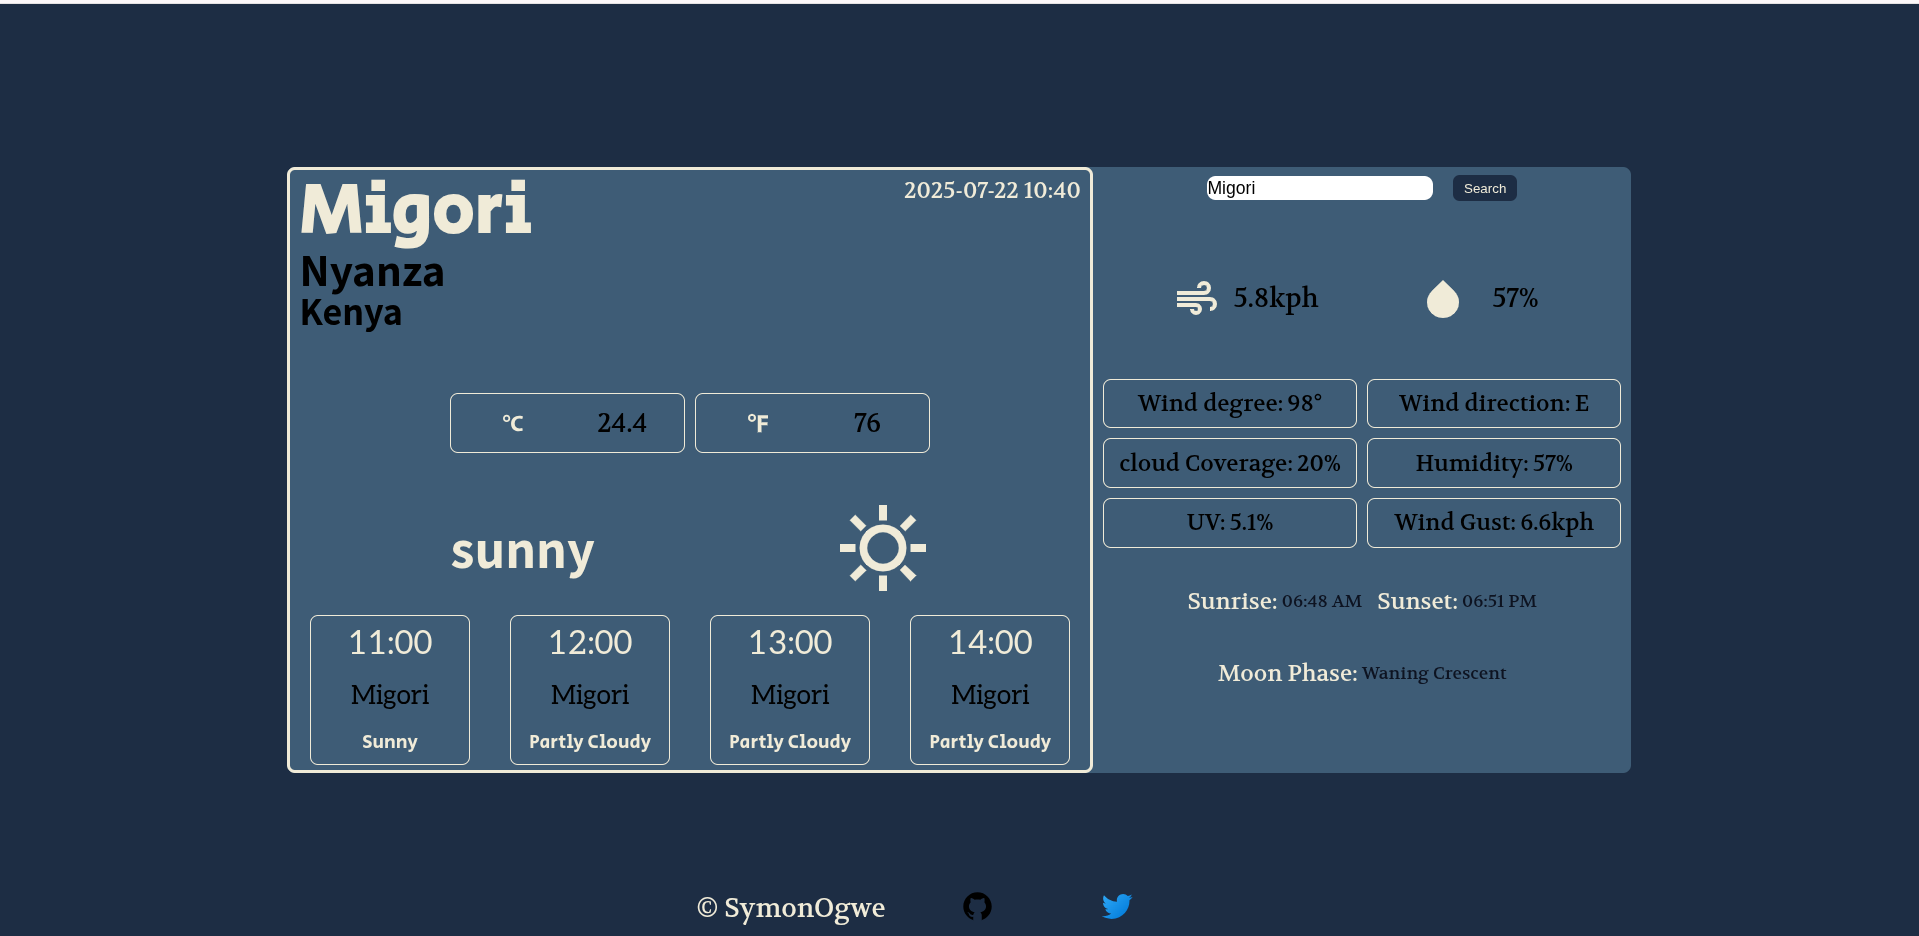 Migori
2025-07-22 10:40
Nyanza
Kenya
°C 24.4
°F 76
sunny
11:00
Migori
Sunny
12:00
Migori
Partly Cloudy
13:00
Migori
Partly Cloudy
14:00
Migori
Partly Cloudy
Migori Search
5.8kph 57%
Wind degree: 98° Wind direction: E
cloud Coverage: 20% Humidity: 57%
UV: 5.1% Wind Gust: 6.6kph
Sunrise: 06:48 AM Sunset: 06:51 PM
Moon Phase: Waning Crescent
© SymonOgwe